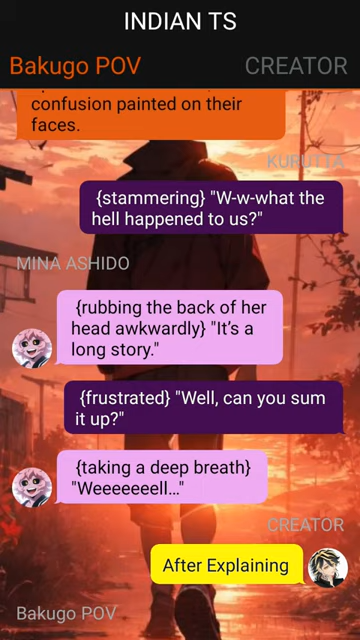 INDIAN TS
Bakugo POV
CREATOR
confusion painted on their
faces.
KURUTTA
{stammering} "W-w-what the
hell happened to us?"
MINA ASHIDO
{rubbing the back of her
head awkwardly} "It's a
long story."
{frustrated} "Well, can you sum
it up?"
{taking a deep breath}
"Weeeeeeell..."
CREATOR
After Explaining
Bakugo POV